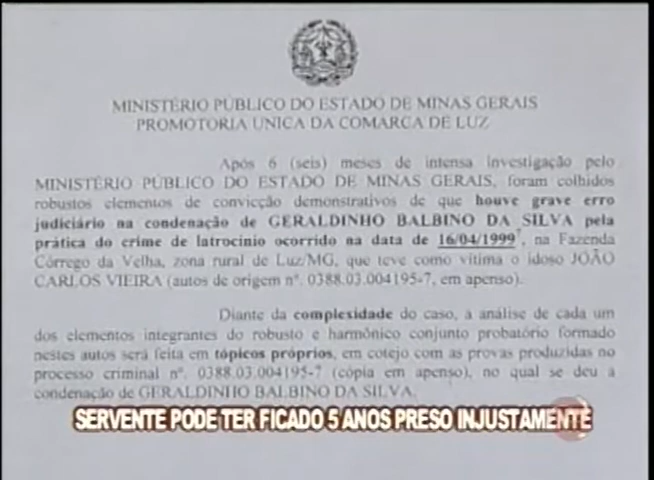 MINISTÉRIO PÚBLICO DO ESTADO DE MINAS GERAIS
PROMOTORIA UNICA DA COMARCA DE LUZ
Após 6 (seis) meses de intensa investigação pelo
MINISTÉRIO PÚBLICO DO ESTADO DE MINAS GERAIS, foram colhidos
robustos elementos de convicção demonstrativos de que houve grave erro
judiciário na condenação de GERALDINHO BALBINO DA SILVA pela
prática do crime de latrocínio ocorrido na data de 16/04/1999, na Fazenda
Córrego da Velha, zona rural de Luz/MG, que teve como vítima o idoso JOÃO
CARLOS VIEIRA (autos de origem nº. 0388.03.004195-7, em apenso).
Diante da complexidade do caso, a análise de cada um
dos elementos integrantes do robusto e harmônico conjunto probatório formado
nestes autos será feita em tópicos próprios, em cotejo com as provas produzidas no
processo criminal nº. 0388.03.004195-7 (cópia em apenso), no qual se deu a
condenação de GERALDINHO BALBINO DA SILVA.
SERVENTE PODE TER FICADO 5 ANOS PRESO INJUSTAMENTE